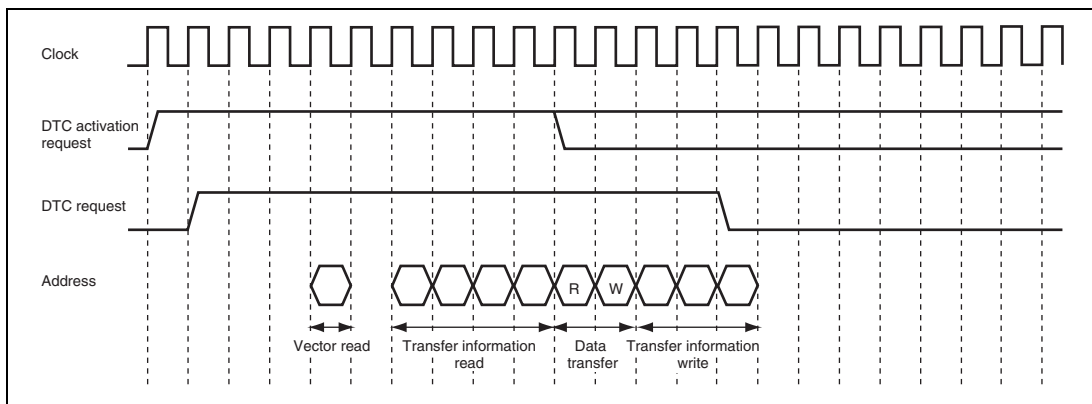 Clock
DTC activation
request
DTC request
Address
R W
Vector read
Transfer information
read
Data
transfer
Transfer information
write